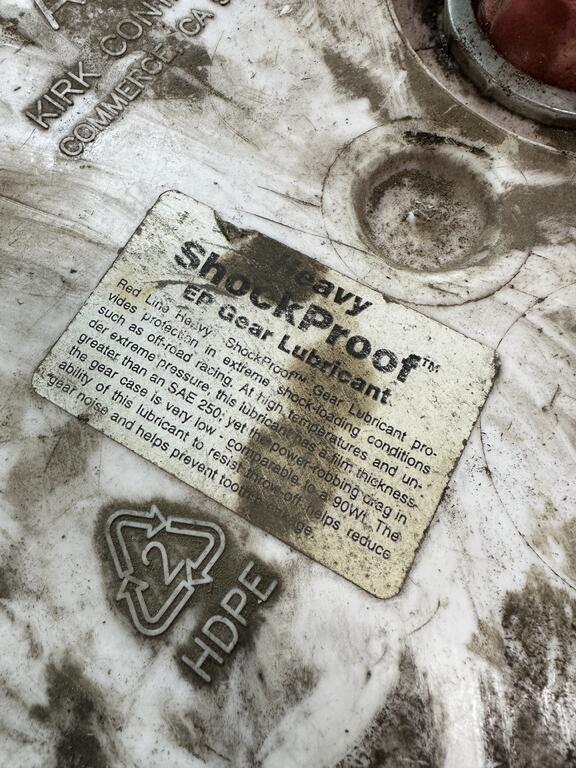 KIRK CONT
COMMERCE, CA
Heavy
ShockProof™
EP Gear Lubricant
Red Line Heavy ShockProof™ Gear Lubricant pro-
vides protection in extreme shock-loading conditions
such as off-road racing. At high temperatures and un-
der extreme pressure, this lubricant has a film thickness
greater than an SAE 250, yet the power-robbing drag in
the gear case is very low - comparable to a 90Wt. The
ability of this lubricant to resist throw-off helps reduce
gear noise and helps prevent tooth
2
HDPE